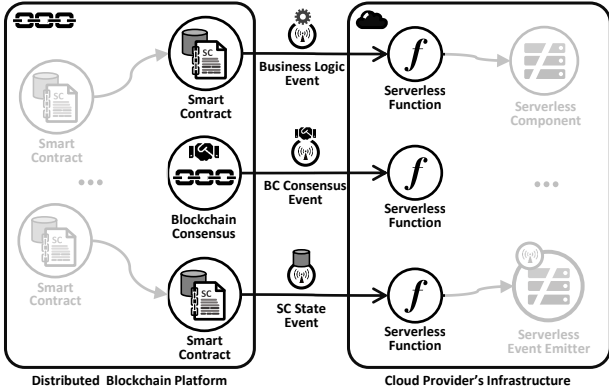 SC
Smart
Contract
Business Logic
Event
f
Serverless
Function
Serverless
Component
SC
Smart
Contract
...
Blockchain
Consensus
BC Consensus
Event
f
Serverless
Function
...
SC
Smart
Contract
SC
Smart
Contract
SC State
Event
f
Serverless
Function
Serverless
Event Emitter
Distributed Blockchain Platform
Cloud Provider's Infrastructure